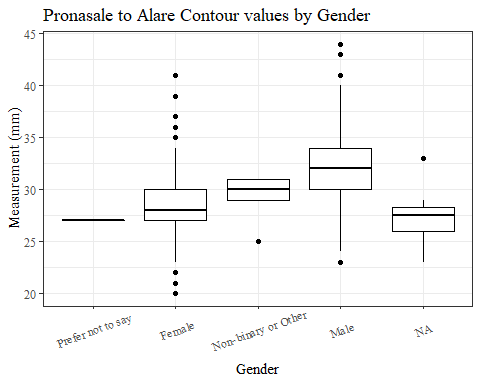 Pronasale to Alare Contour values by Gender
Measurement (mm)
45
40
35
30
25
20
Prefer not to say
Female
Non-binary or Other
Male
NA
Gender